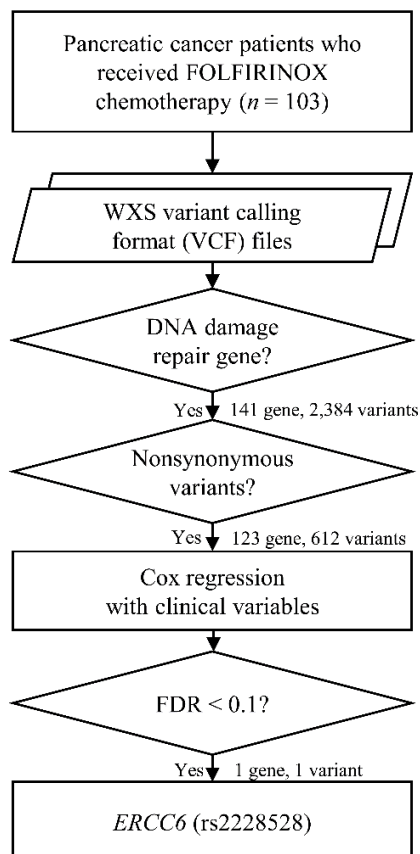 Pancreatic cancer patients who
received FOLFIRINOX
chemotherapy (n = 103)
WXS variant calling
format (VCF) files
DNA damage
repair gene?
Yes
141 gene, 2,384 variants
Nonsynonymous
variants?
Yes
123 gene, 612 variants
Cox regression
with clinical variables
FDR < 0.1?
Yes
1 gene, 1 variant
ERCC6 (rs2228528)